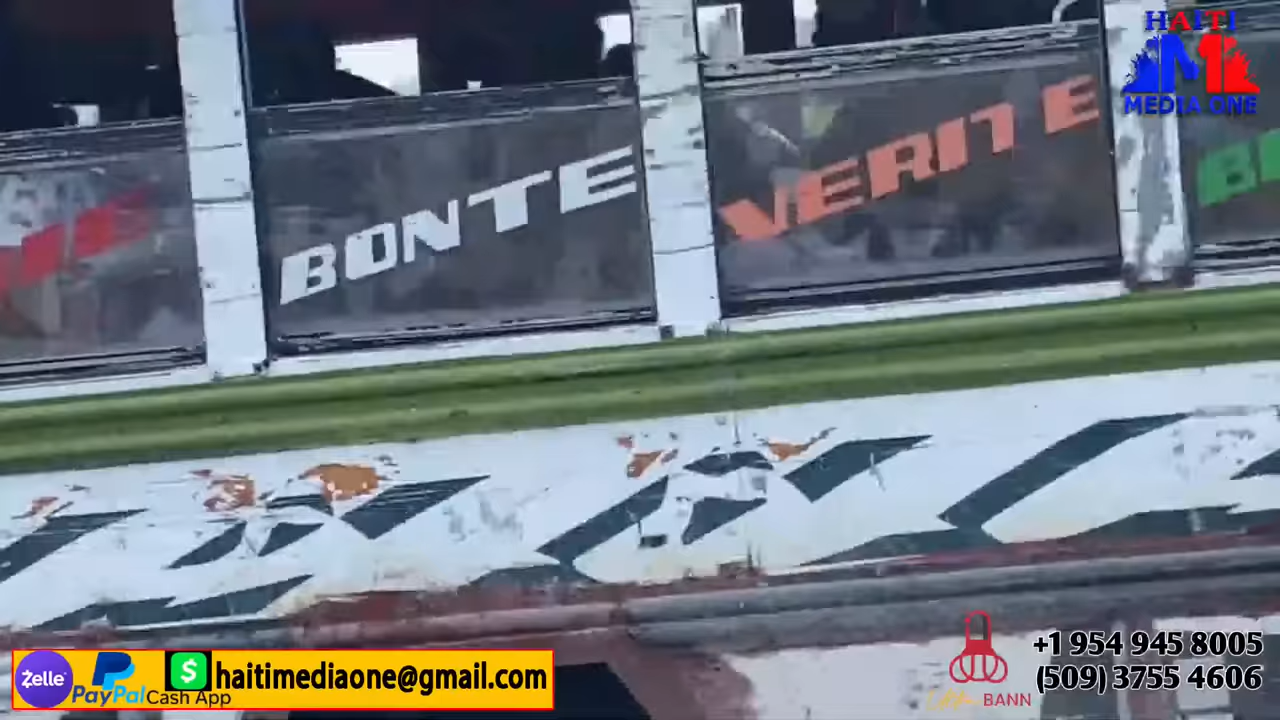 HAITI
M
MEDIA ONE
BONTE
VERITE
Zelle
PayPal
Cash App
haitimediaone@gmail.com
BANN
+1 954 945 8005
(509) 3755 4606